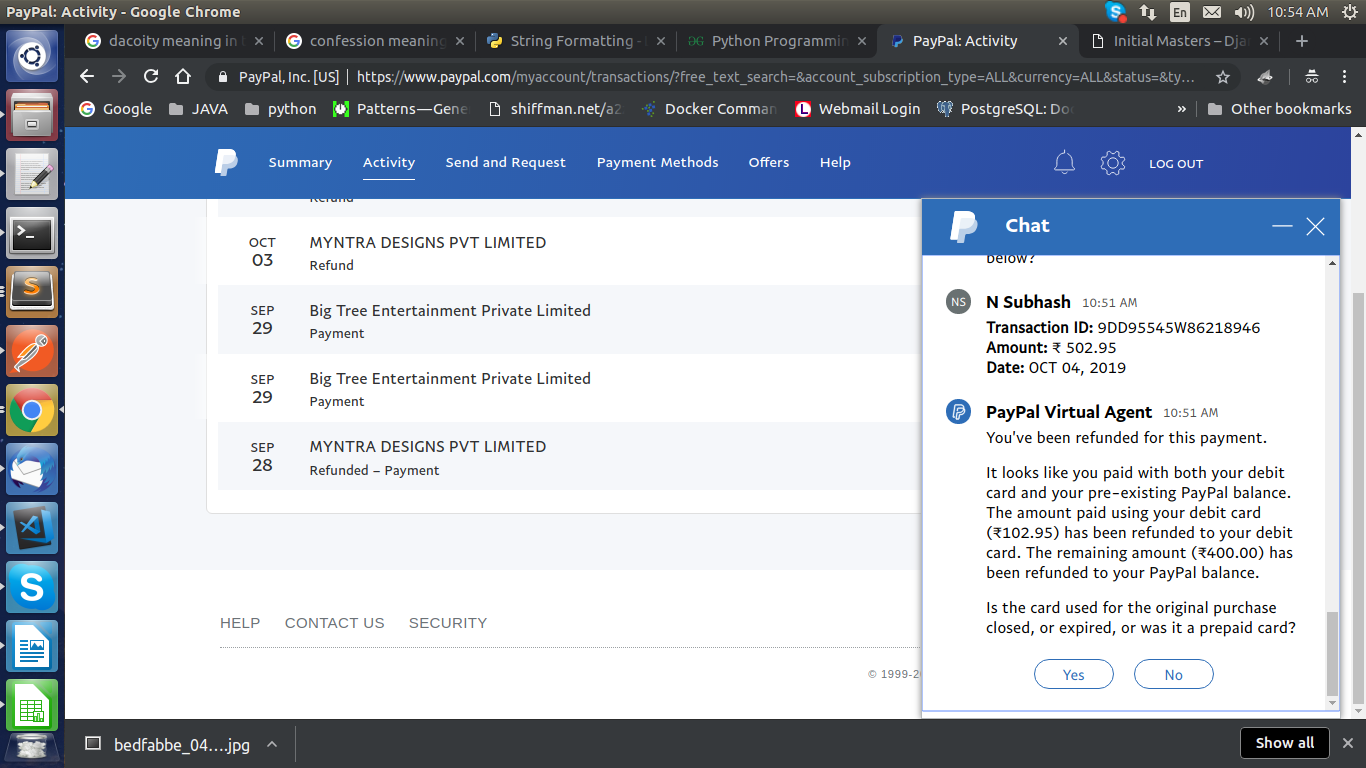 PayPal: Activity - Google Chrome
En
10:54 AM
dacoity meaning in
confession meaning
String Formatting -
Python Programmin
PayPal: Activity
Initial Masters – Dja
PayPal, Inc. [US]
https://www.paypal.com/myaccount/transactions/?free_text_search=&account_subscription_type=ALL&currency=ALL&status=&ty...
Google
JAVA
python
Patterns—Gene
shiffman.net/a2
Docker Comman
Webmail Login
PostgreSQL: Do
»
Other bookmarks
Summary
Activity
Send and Request
Payment Methods
Offers
Help
LOG OUT
Refund
OCT
03
MYNTRA DESIGNS PVT LIMITED
Refund
SEP
29
Big Tree Entertainment Private Limited
Payment
SEP
29
Big Tree Entertainment Private Limited
Payment
SEP
28
MYNTRA DESIGNS PVT LIMITED
Refunded – Payment
HELP
CONTACT US
SECURITY
© 1999-2
Chat
below?
NS
N Subhash 10:51 AM
Transaction ID: 9DD95545W86218946
Amount: ₹ 502.95
Date: OCT 04, 2019
PayPal Virtual Agent 10:51 AM
You've been refunded for this payment.
It looks like you paid with both your debit
card and your pre-existing PayPal balance.
The amount paid using your debit card
(₹102.95) has been refunded to your debit
card. The remaining amount (₹400.00) has
been refunded to your PayPal balance.
Is the card used for the original purchase
closed, or expired, or was it a prepaid card?
Yes
No
bedfabbe_04....jpg
Show all